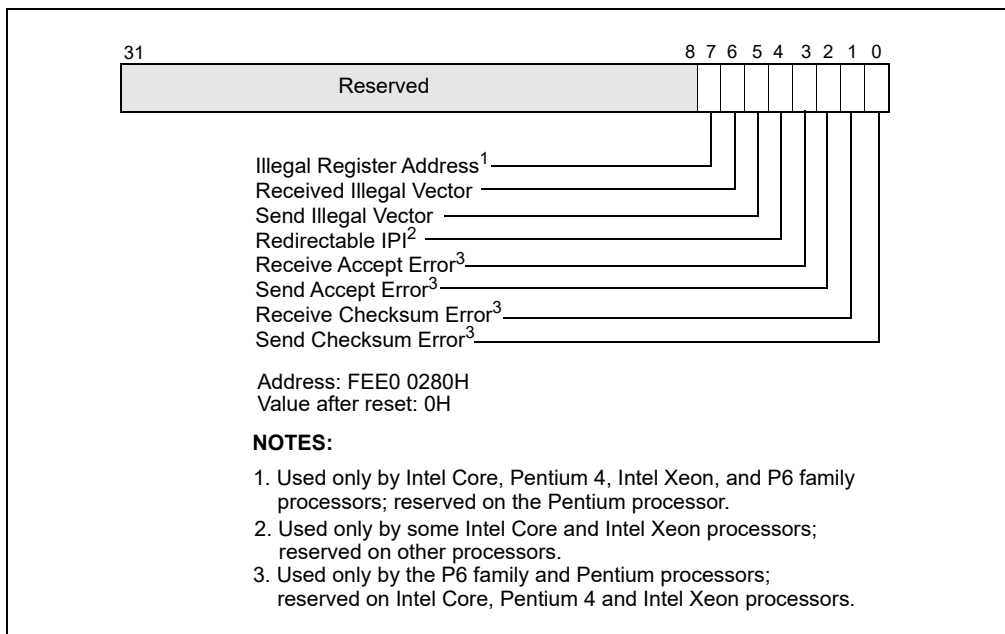 31 8 7 6 5 4 3 2 1 0
Reserved
Illegal Register Address1
Received Illegal Vector
Send Illegal Vector
Redirectable IPI2
Receive Accept Error3
Send Accept Error3
Receive Checksum Error3
Send Checksum Error3
Address: FEE0 0280H
Value after reset: 0H
NOTES:
1. Used only by Intel Core, Pentium 4, Intel Xeon, and P6 family
processors; reserved on the Pentium processor.
2. Used only by some Intel Core and Intel Xeon processors;
reserved on other processors.
3. Used only by the P6 family and Pentium processors;
reserved on Intel Core, Pentium 4 and Intel Xeon processors.